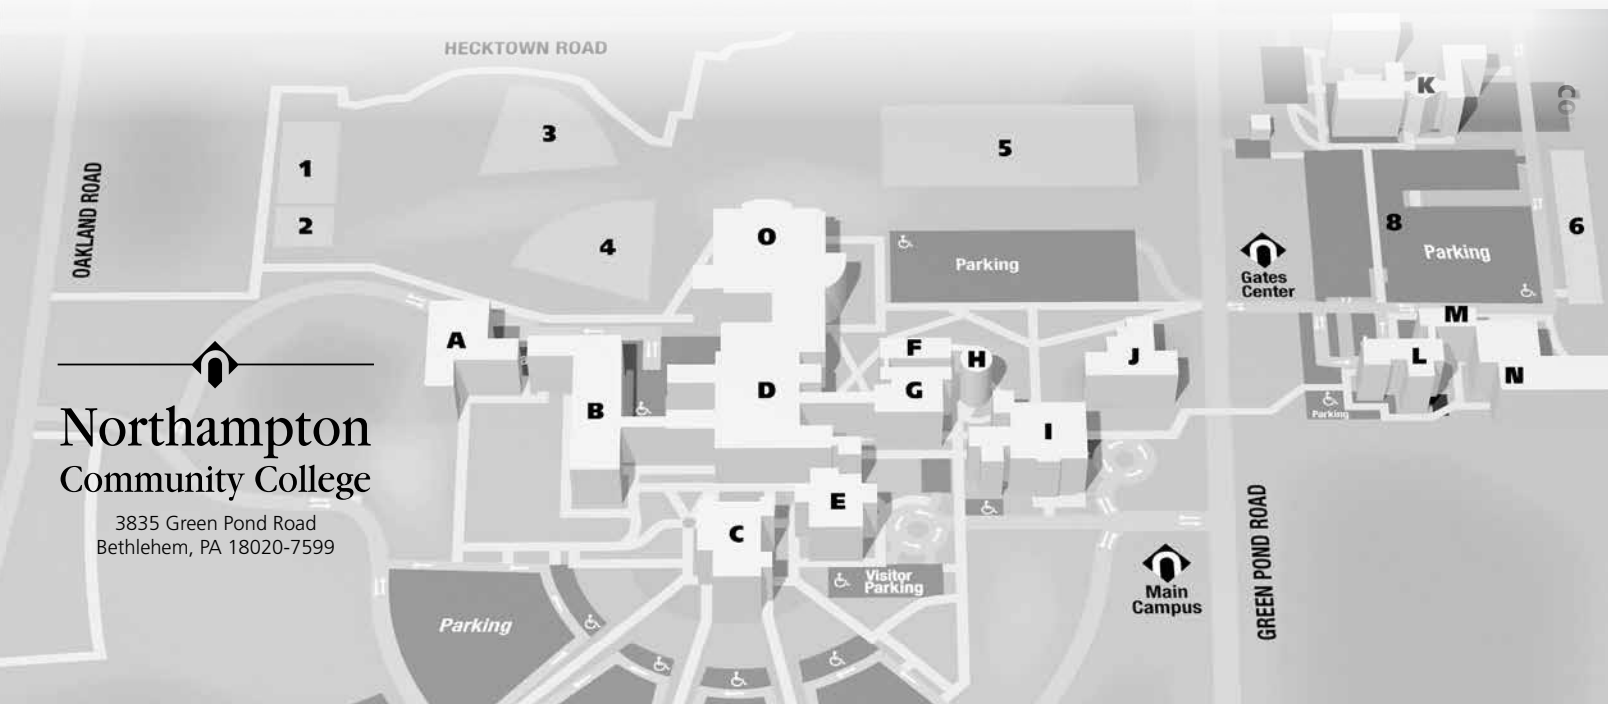 HECKTOWN ROAD
K
Co
3
5
1
OAKLAND ROAD
2
4
O
8
6
Parking
Parking
Gates
Center
A
M
F
H
J
L
N
D
G
B
Parking
Northampton
Community College
3835 Green Pond Road
Bethlehem, PA 18020-7599
I
E
C
GREEN POND ROAD
Visitor
Parking
Main
Campus
Parking